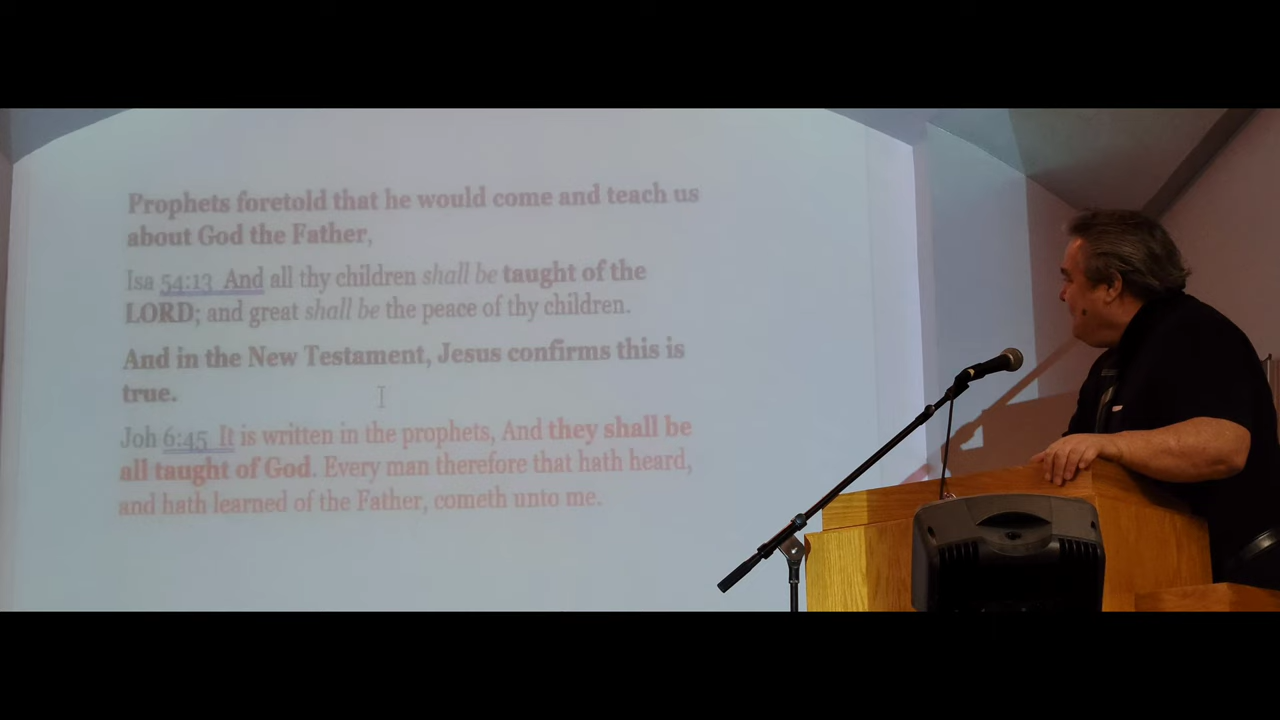 Prophets foretold that he would come and teach us
about God the Father,
Isa 54:13 And all thy children shall be taught of the
LORD; and great shall be the peace of thy children.
And in the New Testament, Jesus confirms this is
true.
Joh 6:45 It is written in the prophets, And they shall be
all taught of God. Every man therefore that hath heard,
and hath learned of the Father, cometh unto me.